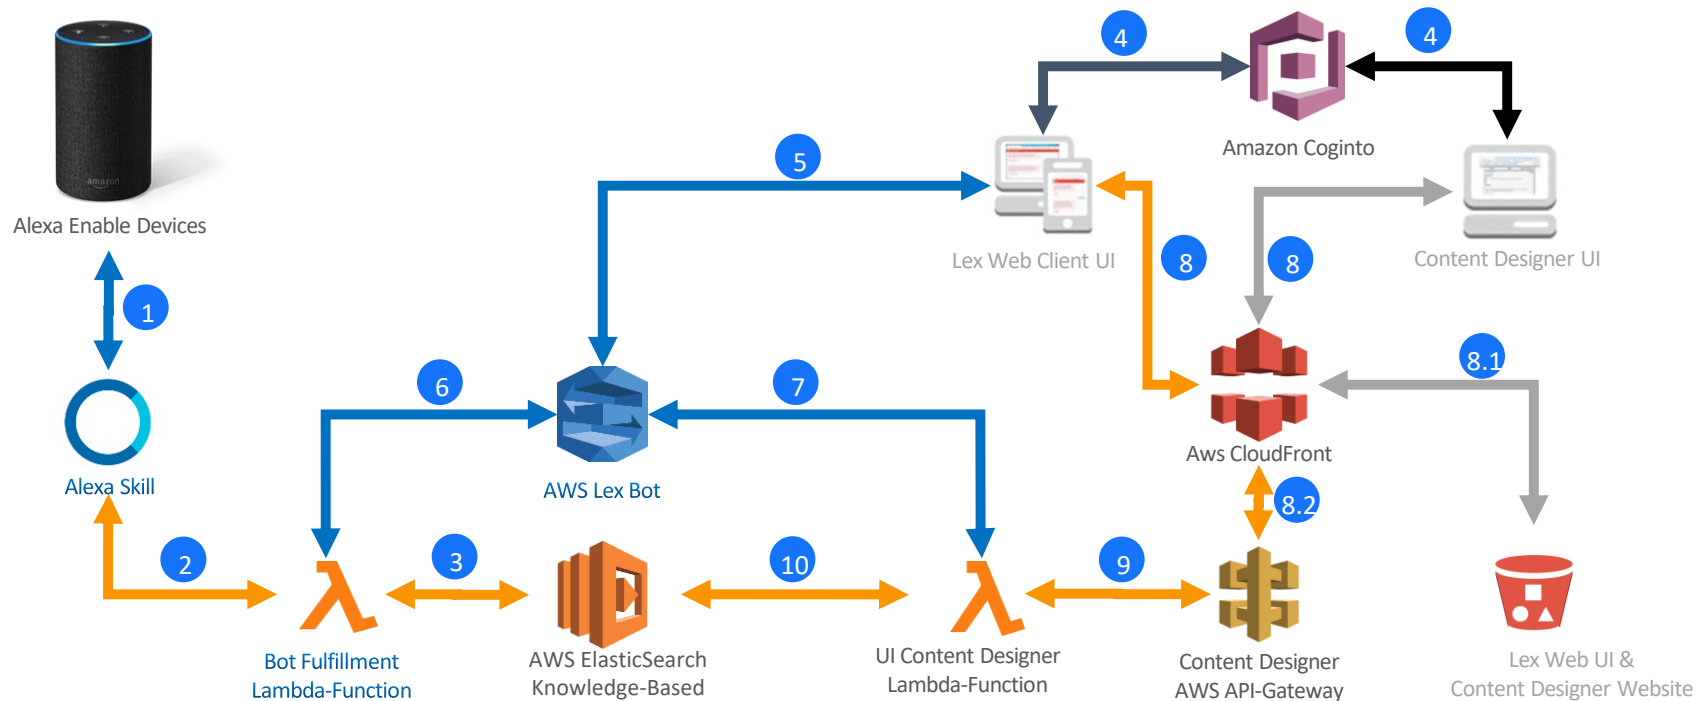 4
4
amazon
Amazon Coginto
5
Alexa Enable Devices
Lex Web Client UI
8
8
Content Designer UI
1
6
7
8.1
Aws CloudFront
Alexa Skill
AWS Lex Bot
8.2
2
3
10
9
Bot Fulfillment
Lambda-Function
AWS ElasticSearch
Knowledge-Based
UI Content Designer
Lambda-Function
Content Designer
AWS API-Gateway
Lex Web UI &
Content Designer Website